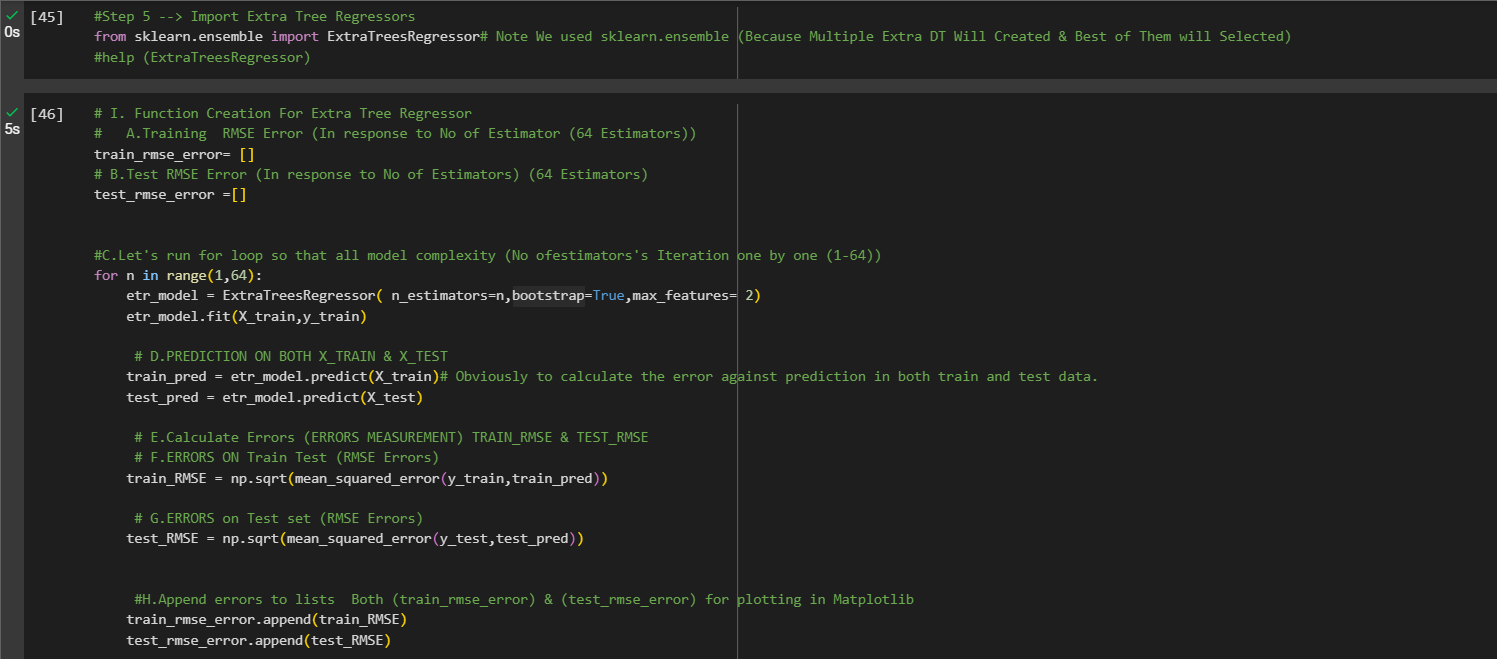 [45] #Step 5 --> Import Extra Tree Regressors
0s from sklearn.ensemble import ExtraTreesRegressor# Note We used sklearn.ensemble (Because Multiple Extra DT Will Created & Best of Them will Selected)
#help (ExtraTreesRegressor)
[46] # I. Function Creation For Extra Tree Regressor
5s #   A.Training  RMSE Error (In response to No of Estimator (64 Estimators))
train_rmse_error= []
# B.Test RMSE Error (In response to No of Estimators) (64 Estimators)
test_rmse_error =[]
#C.Let's run for loop so that all model complexity (No ofestimators's Iteration one by one (1-64))
for n in range(1,64):
    etr_model = ExtraTreesRegressor( n_estimators=n,bootstrap=True,max_features= 2)
    etr_model.fit(X_train,y_train)
     # D.PREDICTION ON BOTH X_TRAIN & X_TEST
    train_pred = etr_model.predict(X_train)# Obviously to calculate the error against prediction in both train and test data.
    test_pred = etr_model.predict(X_test)
     # E.Calculate Errors (ERRORS MEASUREMENT) TRAIN_RMSE & TEST_RMSE
     # F.ERRORS ON Train Test (RMSE Errors)
    train_RMSE = np.sqrt(mean_squared_error(y_train,train_pred))
     # G.ERRORS on Test set (RMSE Errors)
    test_RMSE = np.sqrt(mean_squared_error(y_test,test_pred))
     #H.Append errors to lists  Both (train_rmse_error) & (test_rmse_error) for plotting in Matplotlib
    train_rmse_error.append(train_RMSE)
    test_rmse_error.append(test_RMSE)